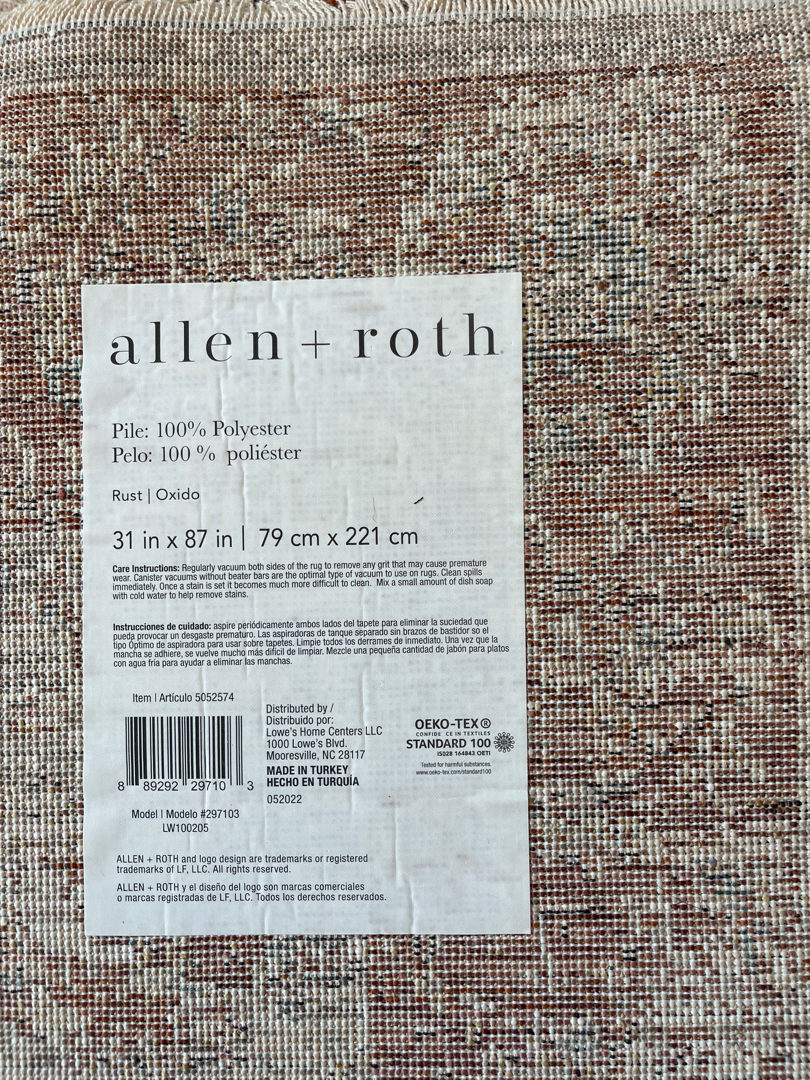 allen + roth
Pile: 100% Polyester
Pelo: 100 % poliéster
Rust | Oxido
31 in x 87 in | 79 cm x 221 cm
Care Instructions: Regularly vacuum both sides of the rug to remove any grit that may cause premature
wear. Canister vacuums without beater bars are the optimal type of vacuum to use on rugs. Clean spills
immediately. Once a stain is set it becomes much more difficult to clean. Mix a small amount of dish soap
with cold water to help remove stains.
Instrucciones de cuidado: aspire periódicamente ambos lados del tapete para eliminar la suciedad que
pueda provocar un desgaste prematuro. Las aspiradoras de tanque separado sin brazos de bastidor so el
tipo Óptimo de aspiradora para usar sobre tapetes. Limpie todos los derrames de inmediato. Una vez que la
mancha se adhiere, se vuelve mucho más difícil de limpiar. Mezcle una pequeña cantidad de jabón para platos
con agua fría para ayudar a eliminar las manchas.
Item | Artículo 5052574
8 89292 29710 3
Model | Modelo #297103
LW100205
Distributed by /
Distribuido por:
Lowe's Home Centers LLC
1000 Lowe's Blvd.
Mooresville, NC 28117
MADE IN TURKEY
HECHO EN TURQUÍA
052022
OEKO-TEX®
CONFIDE CE IN TEXTILES
STANDARD 100
IS028 164843 OETI
Tested for harmful substances.
www.oeko-tex.com/standard100
ALLEN + ROTH and logo design are trademarks or registered
trademarks of LF, LLC. All rights reserved.
ALLEN + ROTH y el diseño del logo son marcas comerciales
o marcas registradas de LF, LLC. Todos los derechos reservados.